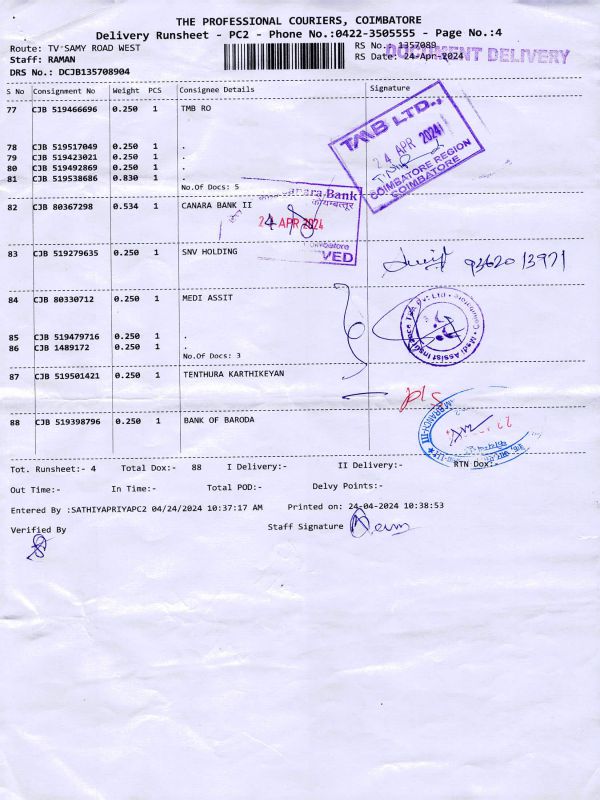 THE PROFESSIONAL COURIERS, COIMBATORE
Delivery Runsheet - PC2 - Phone No.:0422-3505555 - Page No.:4
Route: TV SAMY ROAD WEST RS No.: 1357089
Staff: RAMAN RS Date: 24-Apr-2024
DOCUMENT DELIVERY
DRS No.: DCJB135708904
S No Consignment No Weight PCS Consignee Details Signature
77 CJB 519466696 0.250 1 TMB RO
TMB LTD.,
24 APR 2024
COIMBATORE REGION
COIMBATORE
78 CJB 519517049 0.250 1 .
79 CJB 519423021 0.250 1 .
80 CJB 519492869 0.250 1 .
81 CJB 519538686 0.830 1 .
No.Of Docs: 5
82 CJB 80367298 0.534 1 CANARA BANK II
anara Bank
24 APR 2024
VED
83 CJB 519279635 0.250 1 SNV HOLDING
9362013971
84 CJB 80330712 0.250 1 MEDI ASSIT
85 CJB 519479716 0.250 1 .
86 CJB 1489172 0.250 1 .
No.Of Docs: 3
87 CJB 519501421 0.250 1 TENTHURA KARTHIKEYAN
88 CJB 519398796 0.250 1 BANK OF BARODA
Tot. Runsheet:- 4 Total Dox:- 88 I Delivery:- II Delivery:- RTN Dox:-
Out Time:- In Time:- Total POD:- Delvy Points:-
Entered By :SATHIYAPRIYAPC2 04/24/2024 10:37:17 AM Printed on: 24-04-2024 10:38:53
Verified By Staff Signature